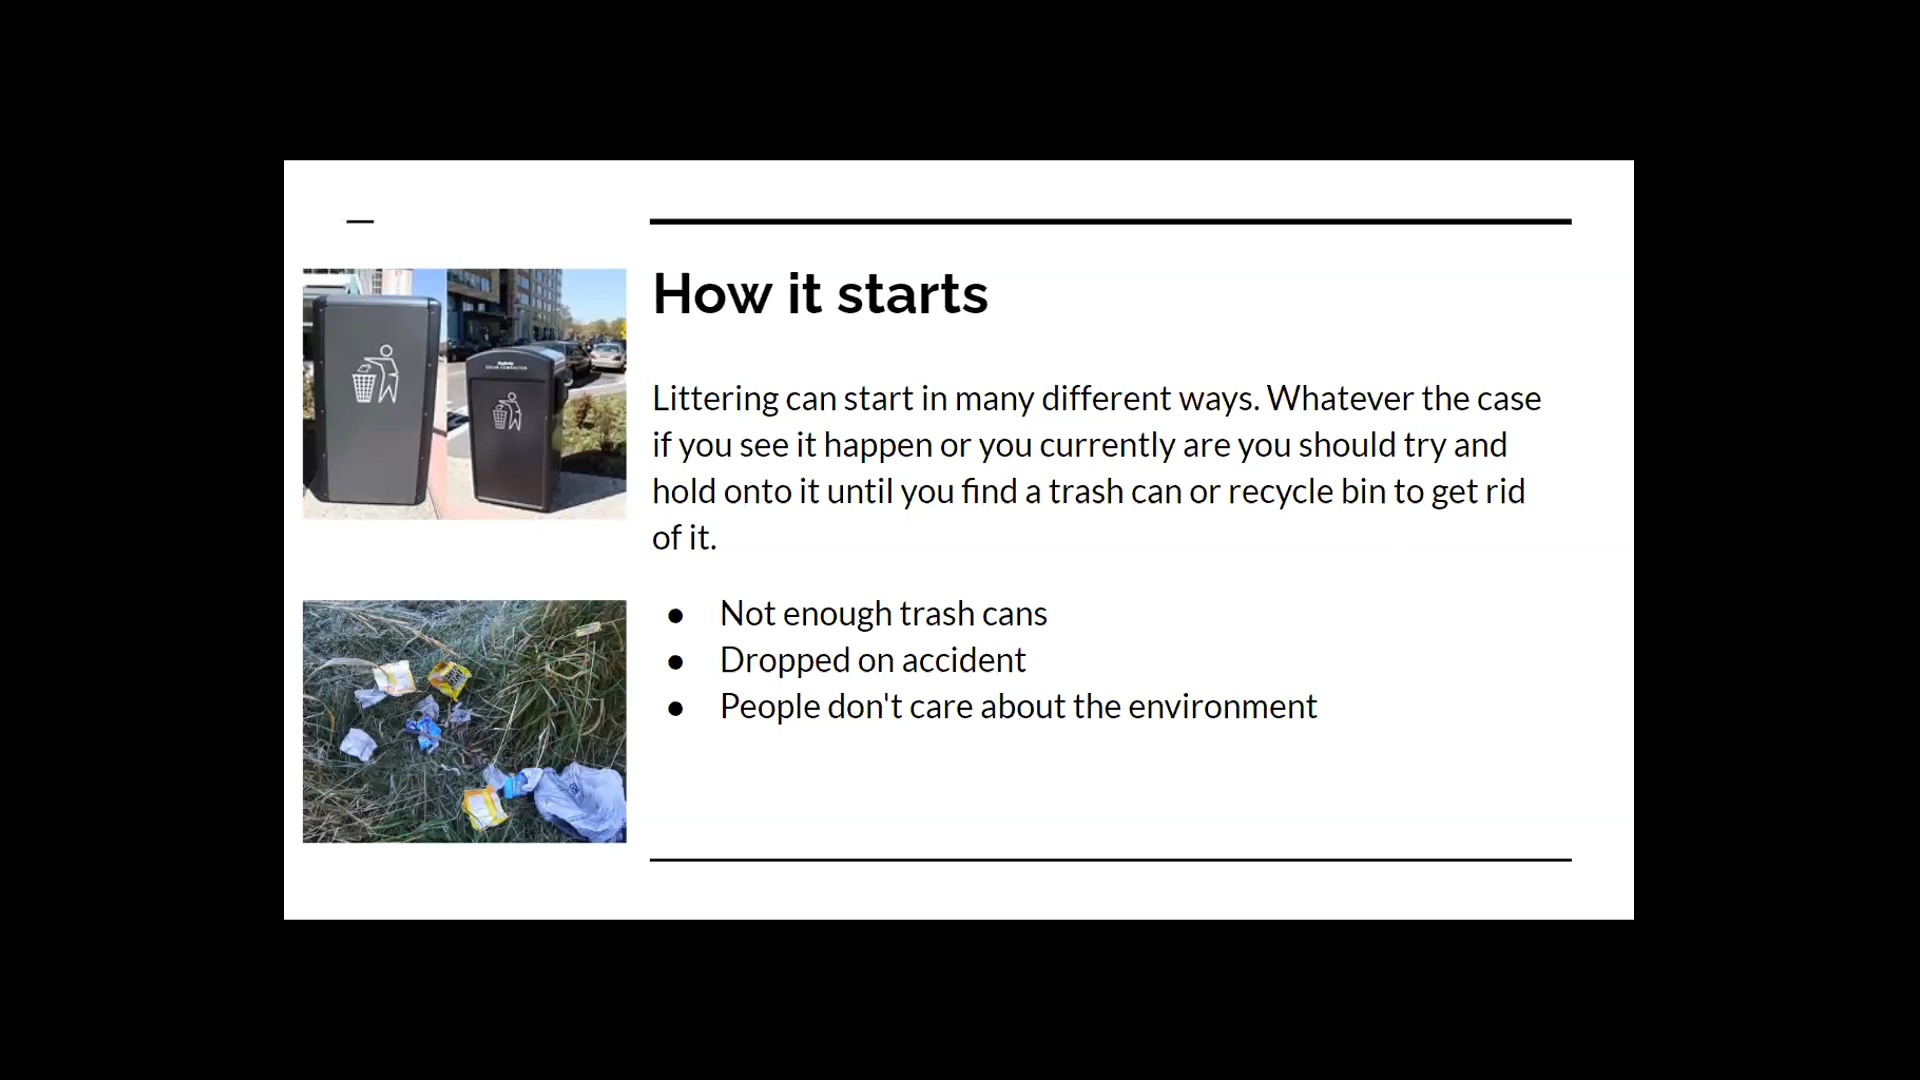 How it starts
Littering can start in many different ways. Whatever the case
if you see it happen or you currently are you should try and
hold onto it until you find a trash can or recycle bin to get rid
of it.
● Not enough trash cans
● Dropped on accident
● People don't care about the environment